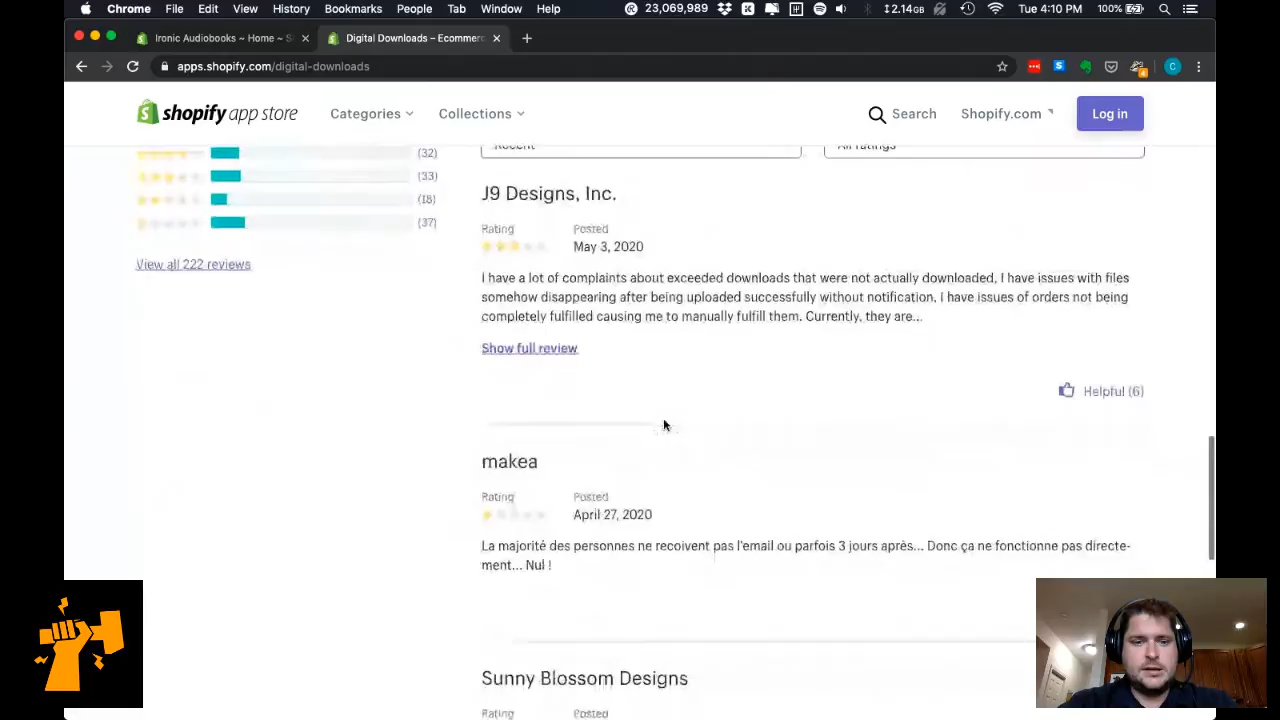 Chrome File Edit View History Bookmarks People Tab Window Help 23,069,989 2.14GB Tue 4:10 PM 100%
Ironic Audiobooks ~ Home ~ S Digital Downloads – Ecommerc
apps.shopify.com/digital-downloads
shopify app store Categories Collections Search Shopify.com Log in
(32)
(33)
(18)
(37)
View all 222 reviews
Recent All ratings
J9 Designs, Inc.
Rating Posted
May 3, 2020
I have a lot of complaints about exceeded downloads that were not actually downloaded, I have issues with files
somehow disappearing after being uploaded successfully without notification, I have issues of orders not being
completely fulfilled causing me to manually fulfill them. Currently, they are...
Show full review
Helpful (6)
makea
Rating Posted
April 27, 2020
La majorité des personnes ne recoivent pas l'email ou parfois 3 jours après... Donc ça ne fonctionne pas directe-
ment... Nul !
Sunny Blossom Designs
Rating Posted